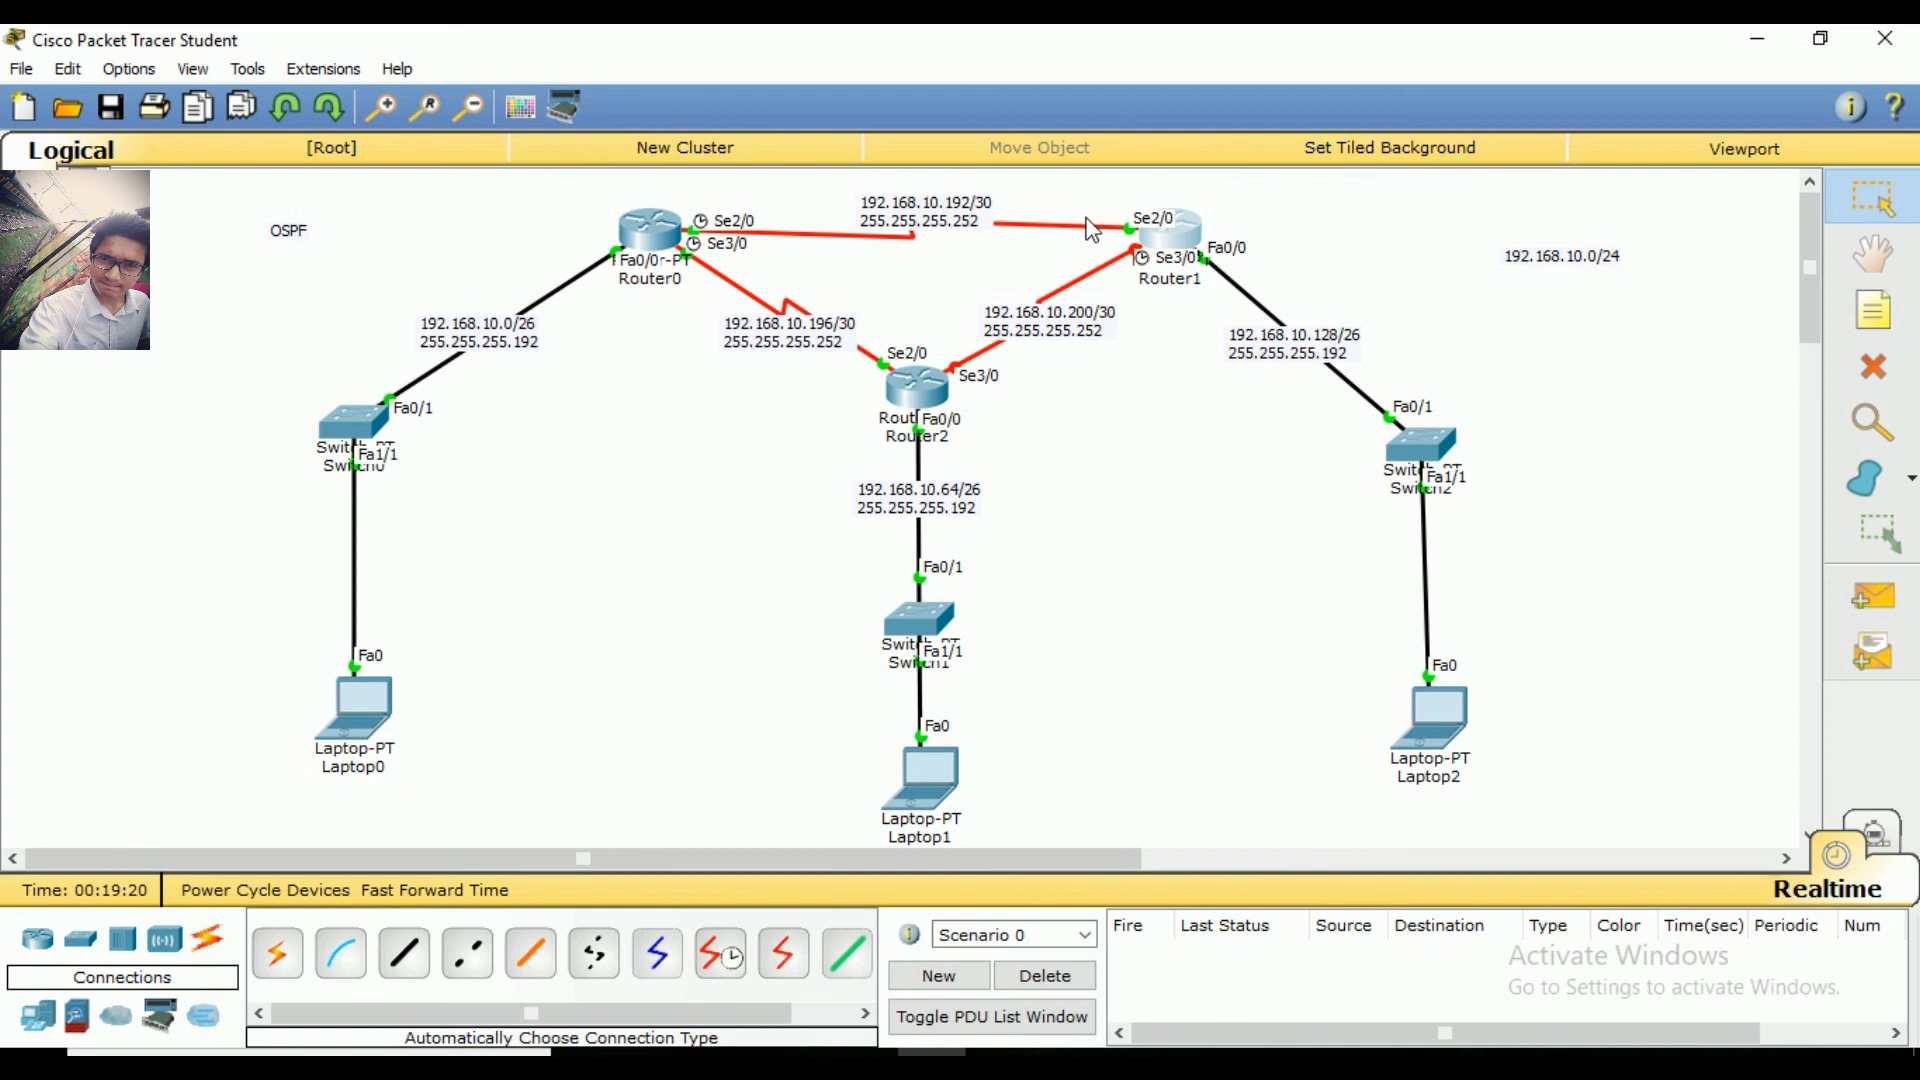 Cisco Packet Tracer Student
File Edit Options View Tools Extensions Help
Logical [Root] New Cluster Move Object Set Tiled Background Viewport
OSPF
192.168.10.192/30
255.255.255.252
Se2/0
Se3/0
Fa0/0
r-PT
Router0
Se2/0
Fa0/0
Se3/0
Router1
192.168.10.0/24
192.168.10.0/26
255.255.255.192
192.168.10.196/30
255.255.255.252
192.168.10.200/30
255.255.255.252
192.168.10.128/26
255.255.255.192
Se2/0
Se3/0
Fa0/0
Router2
Fa0/1
Fa1/1
Fa0/1
Fa1/1
192.168.10.64/26
255.255.255.192
Fa0/1
Fa1/1
Fa0
Laptop-PT
Laptop0
Fa0
Laptop-PT
Laptop1
Fa0
Laptop-PT
Laptop2
Time: 00:19:20 Power Cycle Devices Fast Forward Time Realtime
Connections
Automatically Choose Connection Type
Scenario 0
New Delete
Toggle PDU List Window
Fire Last Status Source Destination Type Color Time(sec) Periodic Num
Activate Windows
Go to Settings to activate Windows.